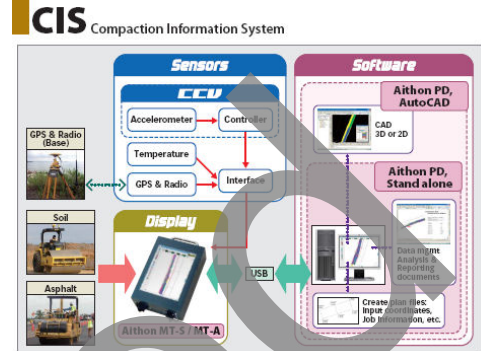 CIS Compaction Information System
Sensors
CCV
Accelerometer
Controller
Temperature
GPS & Radio
Interface
GPS & Radio
(Base)
Soil
Asphalt
Display
Aithon MT-S / MT-A
USB
Software
Aithon PD,
AutoCAD
CAD
3D or 2D
Aithon PD,
Stand alone
Data mgmt
Analysis &
Reporting
documents
Create plan files:
Input coordinates,
Job Information, etc.